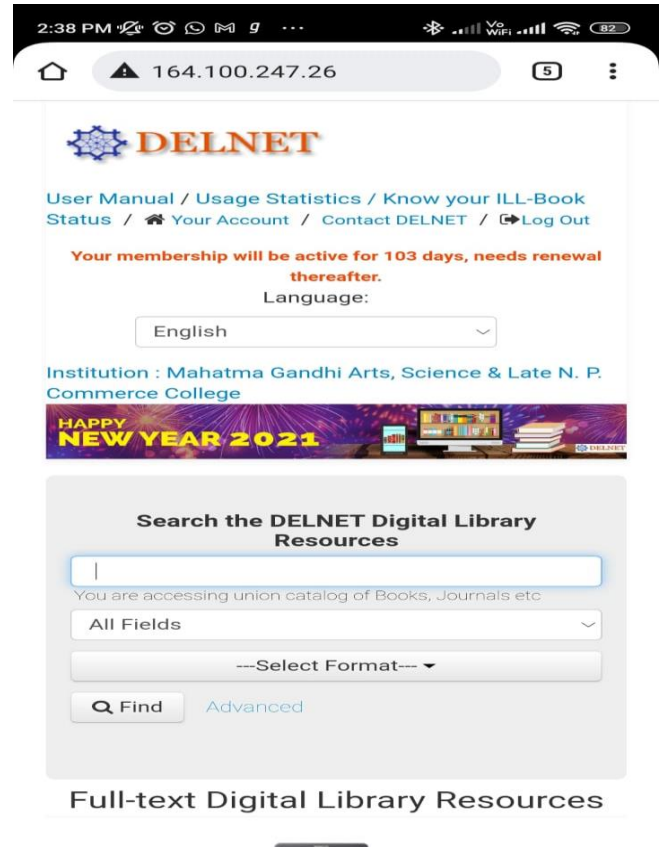 2:38 PM g ... Vo WiFi 82
164.100.247.26 5
DELNET
User Manual / Usage Statistics / Know your ILL-Book
Status / Your Account / Contact DELNET / Log Out
Your membership will be active for 103 days, needs renewal
thereafter.
Language:
English
Institution : Mahatma Gandhi Arts, Science & Late N. P.
Commerce College
HAPPY
NEW YEAR 2021
DELNET
Search the DELNET Digital Library
Resources
You are accessing union catalog of Books, Journals etc
All Fields
---Select Format---
Find Advanced
Full-text Digital Library Resources